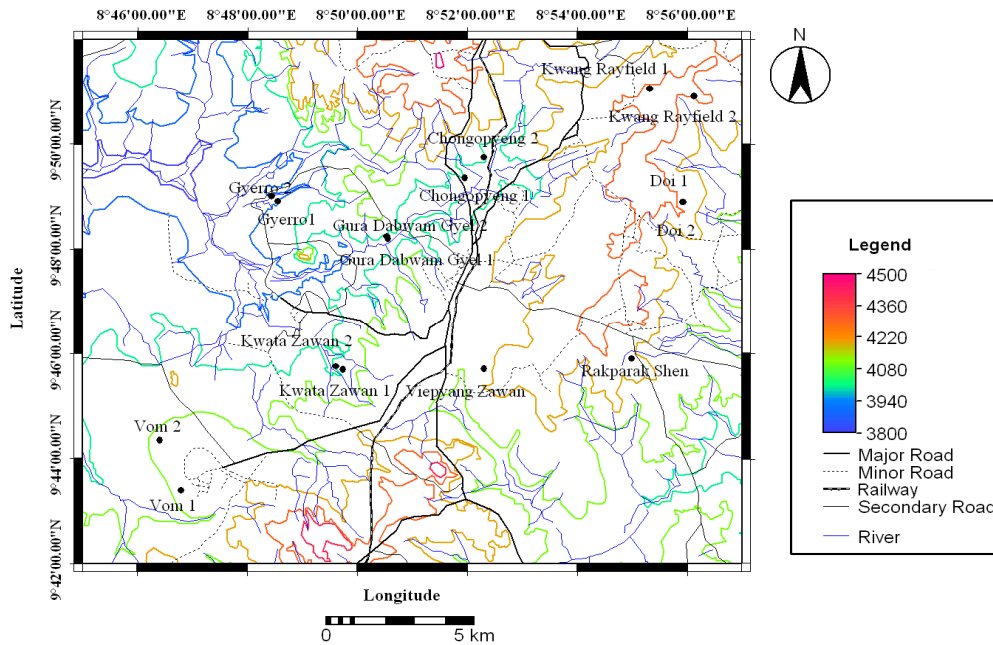 8°46'00.00"E 8°48'00.00"E 8°50'00.00"E 8°52'00.00"E 8°54'00.00"E 8°56'00.00"E
N
Kwang Rayfield 1
Kwang Rayfield 2
9°50'00.00"N
Chongopyeng 2
Gyerro 2
Chongopyeng 1
Doi 1
Gyerro1
Gura Dabwam Gyel 2
Doi 2
9°48'00.00"N
Gura Dabwam Gyel 1
Latitude
Kwata Zawan 2
9°46'00.00"N
Rakparak Shen
Kwata Zawan 1
Viepyang Zawan
Vom 2
9°44'00.00"N
Vom 1
9°42'00.00"N
Longitude
0 5 km
Legend
4500
4360
4220
4080
3940
3800
Major Road
Minor Road
Railway
Secondary Road
River